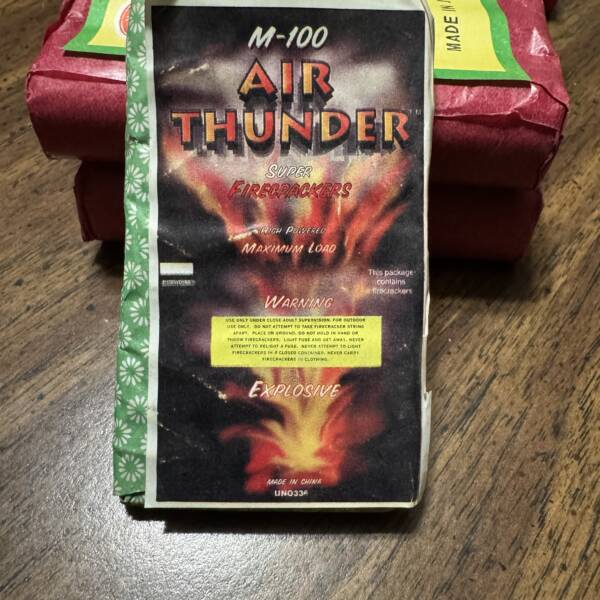 MADE IN
M-100
AIR
THUNDER
SUPER
FIRECRACKERS
HIGH POWERED
MAXIMUM LOAD
This package
contains
firecrackers
WARNING
USE ONLY UNDER CLOSE ADULT SUPERVISION. FOR OUTDOOR
USE ONLY. DO NOT ATTEMPT TO TAKE FIRECRACKER STRING
APART. PLACE ON GROUND. DO NOT HOLD IN HAND OR
THROW FIRECRACKERS. LIGHT FUSE AND GET AWAY. NEVER
ATTEMPT TO RELIGHT A FUSE. NEVER ATTEMPT TO LIGHT
FIRECRACKERS IN A CLOSED CONTAINER. NEVER CARRY
FIRECRACKERS IN CLOTHING.
EXPLOSIVE
MADE IN CHINA
UN0336